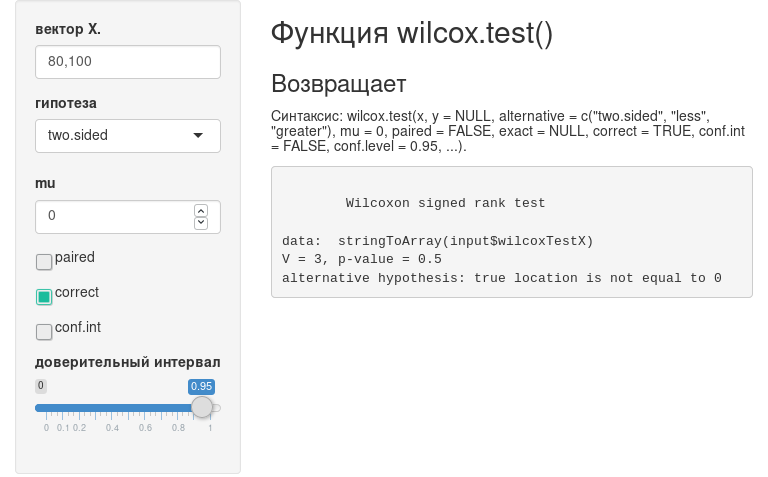 вектор X.
80,100
гипотеза
two.sided
mu
0
paired
correct
conf.int
доверительный интервал
0 0.95
0 0.1 0.2 0.4 0.6 0.8 1
Функция wilcox.test()
Возвращает
Синтаксис: wilcox.test(x, y = NULL, alternative = c("two.sided", "less",
"greater"), mu = 0, paired = FALSE, exact = NULL, correct = TRUE, conf.int
= FALSE, conf.level = 0.95, ...).
Wilcoxon signed rank test
data:  stringToArray(input$wilcoxTestX)
V = 3, p-value = 0.5
alternative hypothesis: true location is not equal to 0